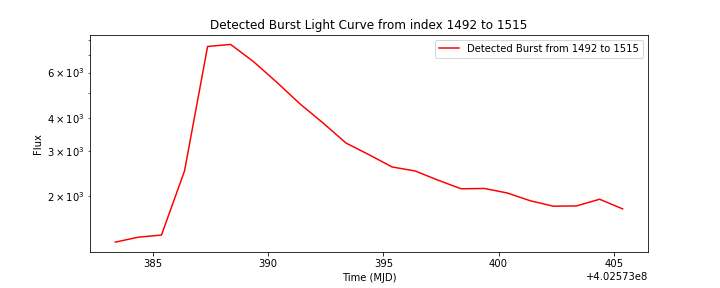 Detected Burst Light Curve from index 1492 to 1515
Detected Burst from 1492 to 1515
6 × 10³
4 × 10³
3 × 10³
2 × 10³
Flux
385 390 395 400 405
Time (MJD)
+4.02573e8